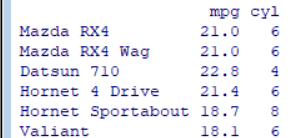 mpg cyl
Mazda RX4 21.0 6
Mazda RX4 Wag 21.0 6
Datsun 710 22.8 4
Hornet 4 Drive 21.4 6
Hornet Sportabout 18.7 8
Valiant 18.1 6